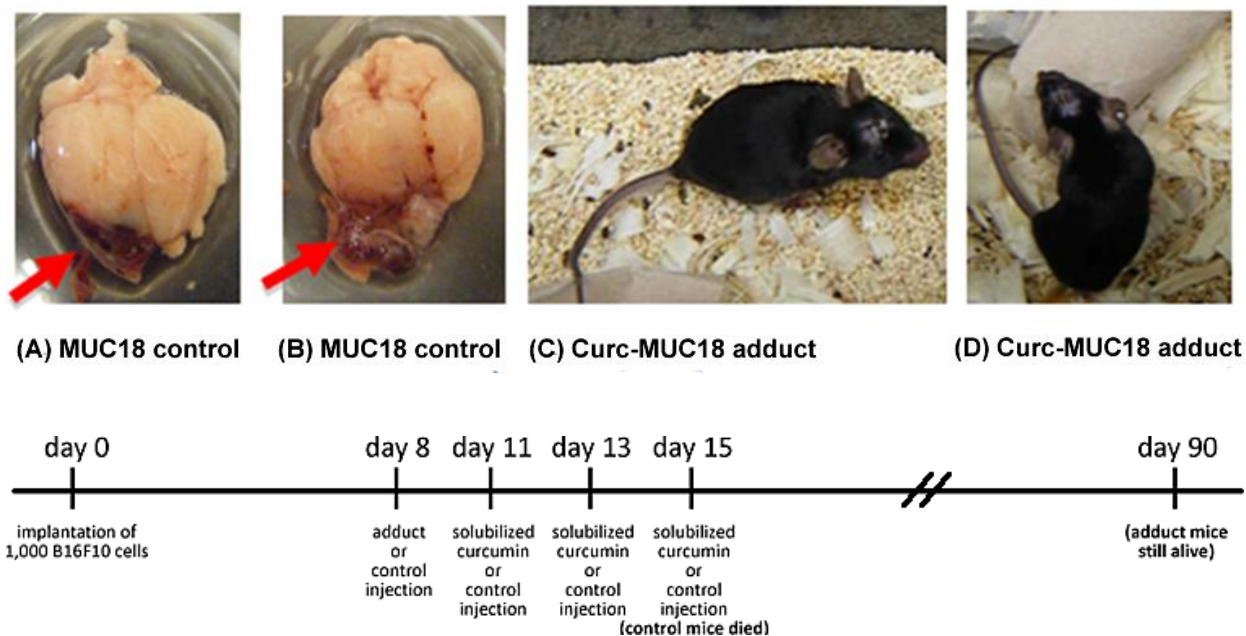 (A) MUC18 control
(B) MUC18 control
(C) Curc-MUC18 adduct
(D) Curc-MUC18 adduct
day 0
day 8
day 11
day 13
day 15
day 90
implantation of
1,000 B16F10 cells
adduct
or
control
injection
solubilized
curcumin
or
control
injection
solubilized
curcumin
or
control
injection
solubilized
curcumin
or
control
injection
(control mice died)
(adduct mice
still alive)